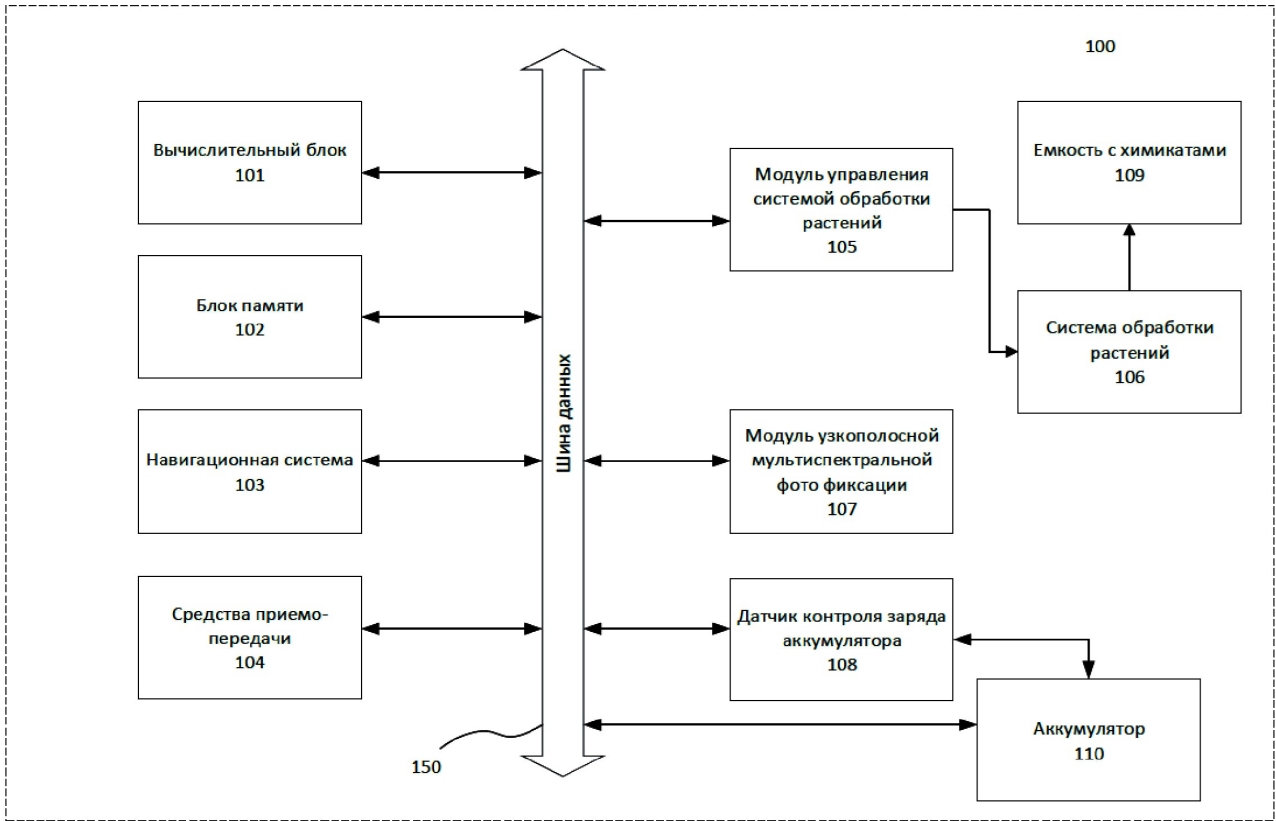 100
Вычислительный блок
101
Блок памяти
102
Навигационная система
103
Средства приемо-
передачи
104
Шина данных
150
Модуль управления
системой обработки
растений
105
Емкость с химикатами
109
Система обработки
растений
106
Модуль узкополосной
мультиспектральной
фото фиксации
107
Датчик контроля заряда
аккумулятора
108
Аккумулятор
110